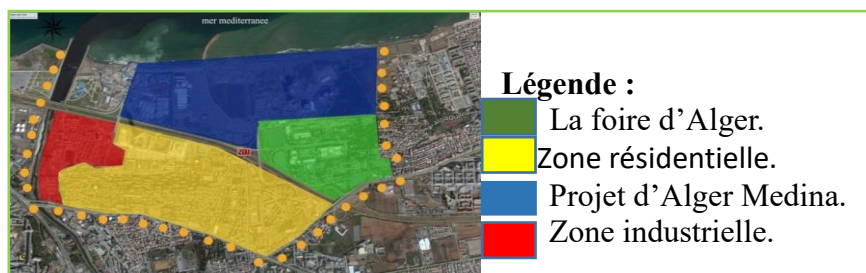 mer mediterranee
Légende :
La foire d'Alger.
Zone résidentielle.
Projet d'Alger Medina.
Zone industrielle.